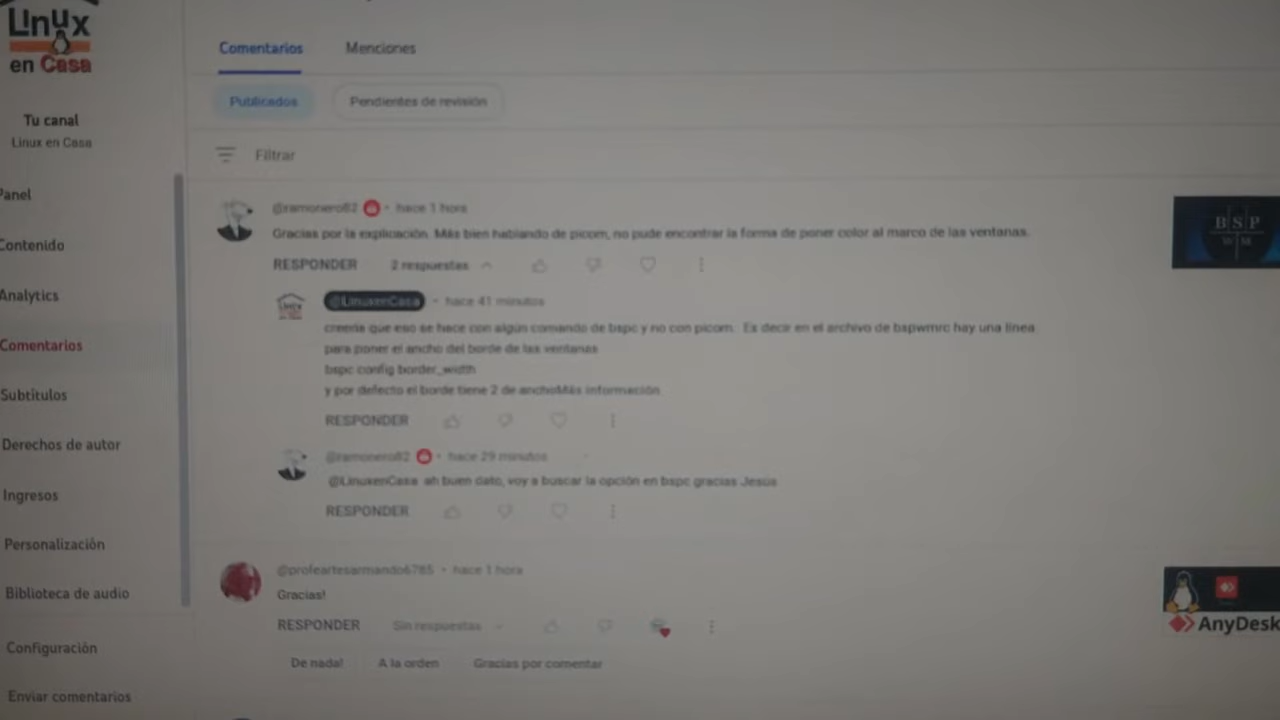 Linux
en Casa
Tu canal
Linux en Casa
Panel
Contenido
Analytics
Comentarios
Subtítulos
Derechos de autor
Ingresos
Personalización
Biblioteca de audio
Configuración
Enviar comentarios
Comentarios Menciones
Publicados Pendientes de revisión
Filtrar
@ramonero82 • hace 1 hora
Gracias por la explicación. Más bien hablando de picom, no pude encontrar la forma de poner color al marco de las ventanas.
RESPONDER 2 respuestas
@LinuxenCasa • hace 41 minutos
creería que eso se hace con algún comando de bspc y no con picom. Es decir en el archivo de bspwmrc hay una línea
para poner el ancho del borde de las ventanas
bspc config border_width
y por defecto el borde tiene 2 de anchoMás información
RESPONDER
@ramonero82 • hace 29 minutos
@LinuxenCasa ah buen dato, voy a buscar la opción en bspc gracias Jesús
RESPONDER
@profeartesarmando6785 • hace 1 hora
Gracias!
RESPONDER Sin respuestas
De nada! A la orden Gracias por comentar
BSP
WM
AnyDesk